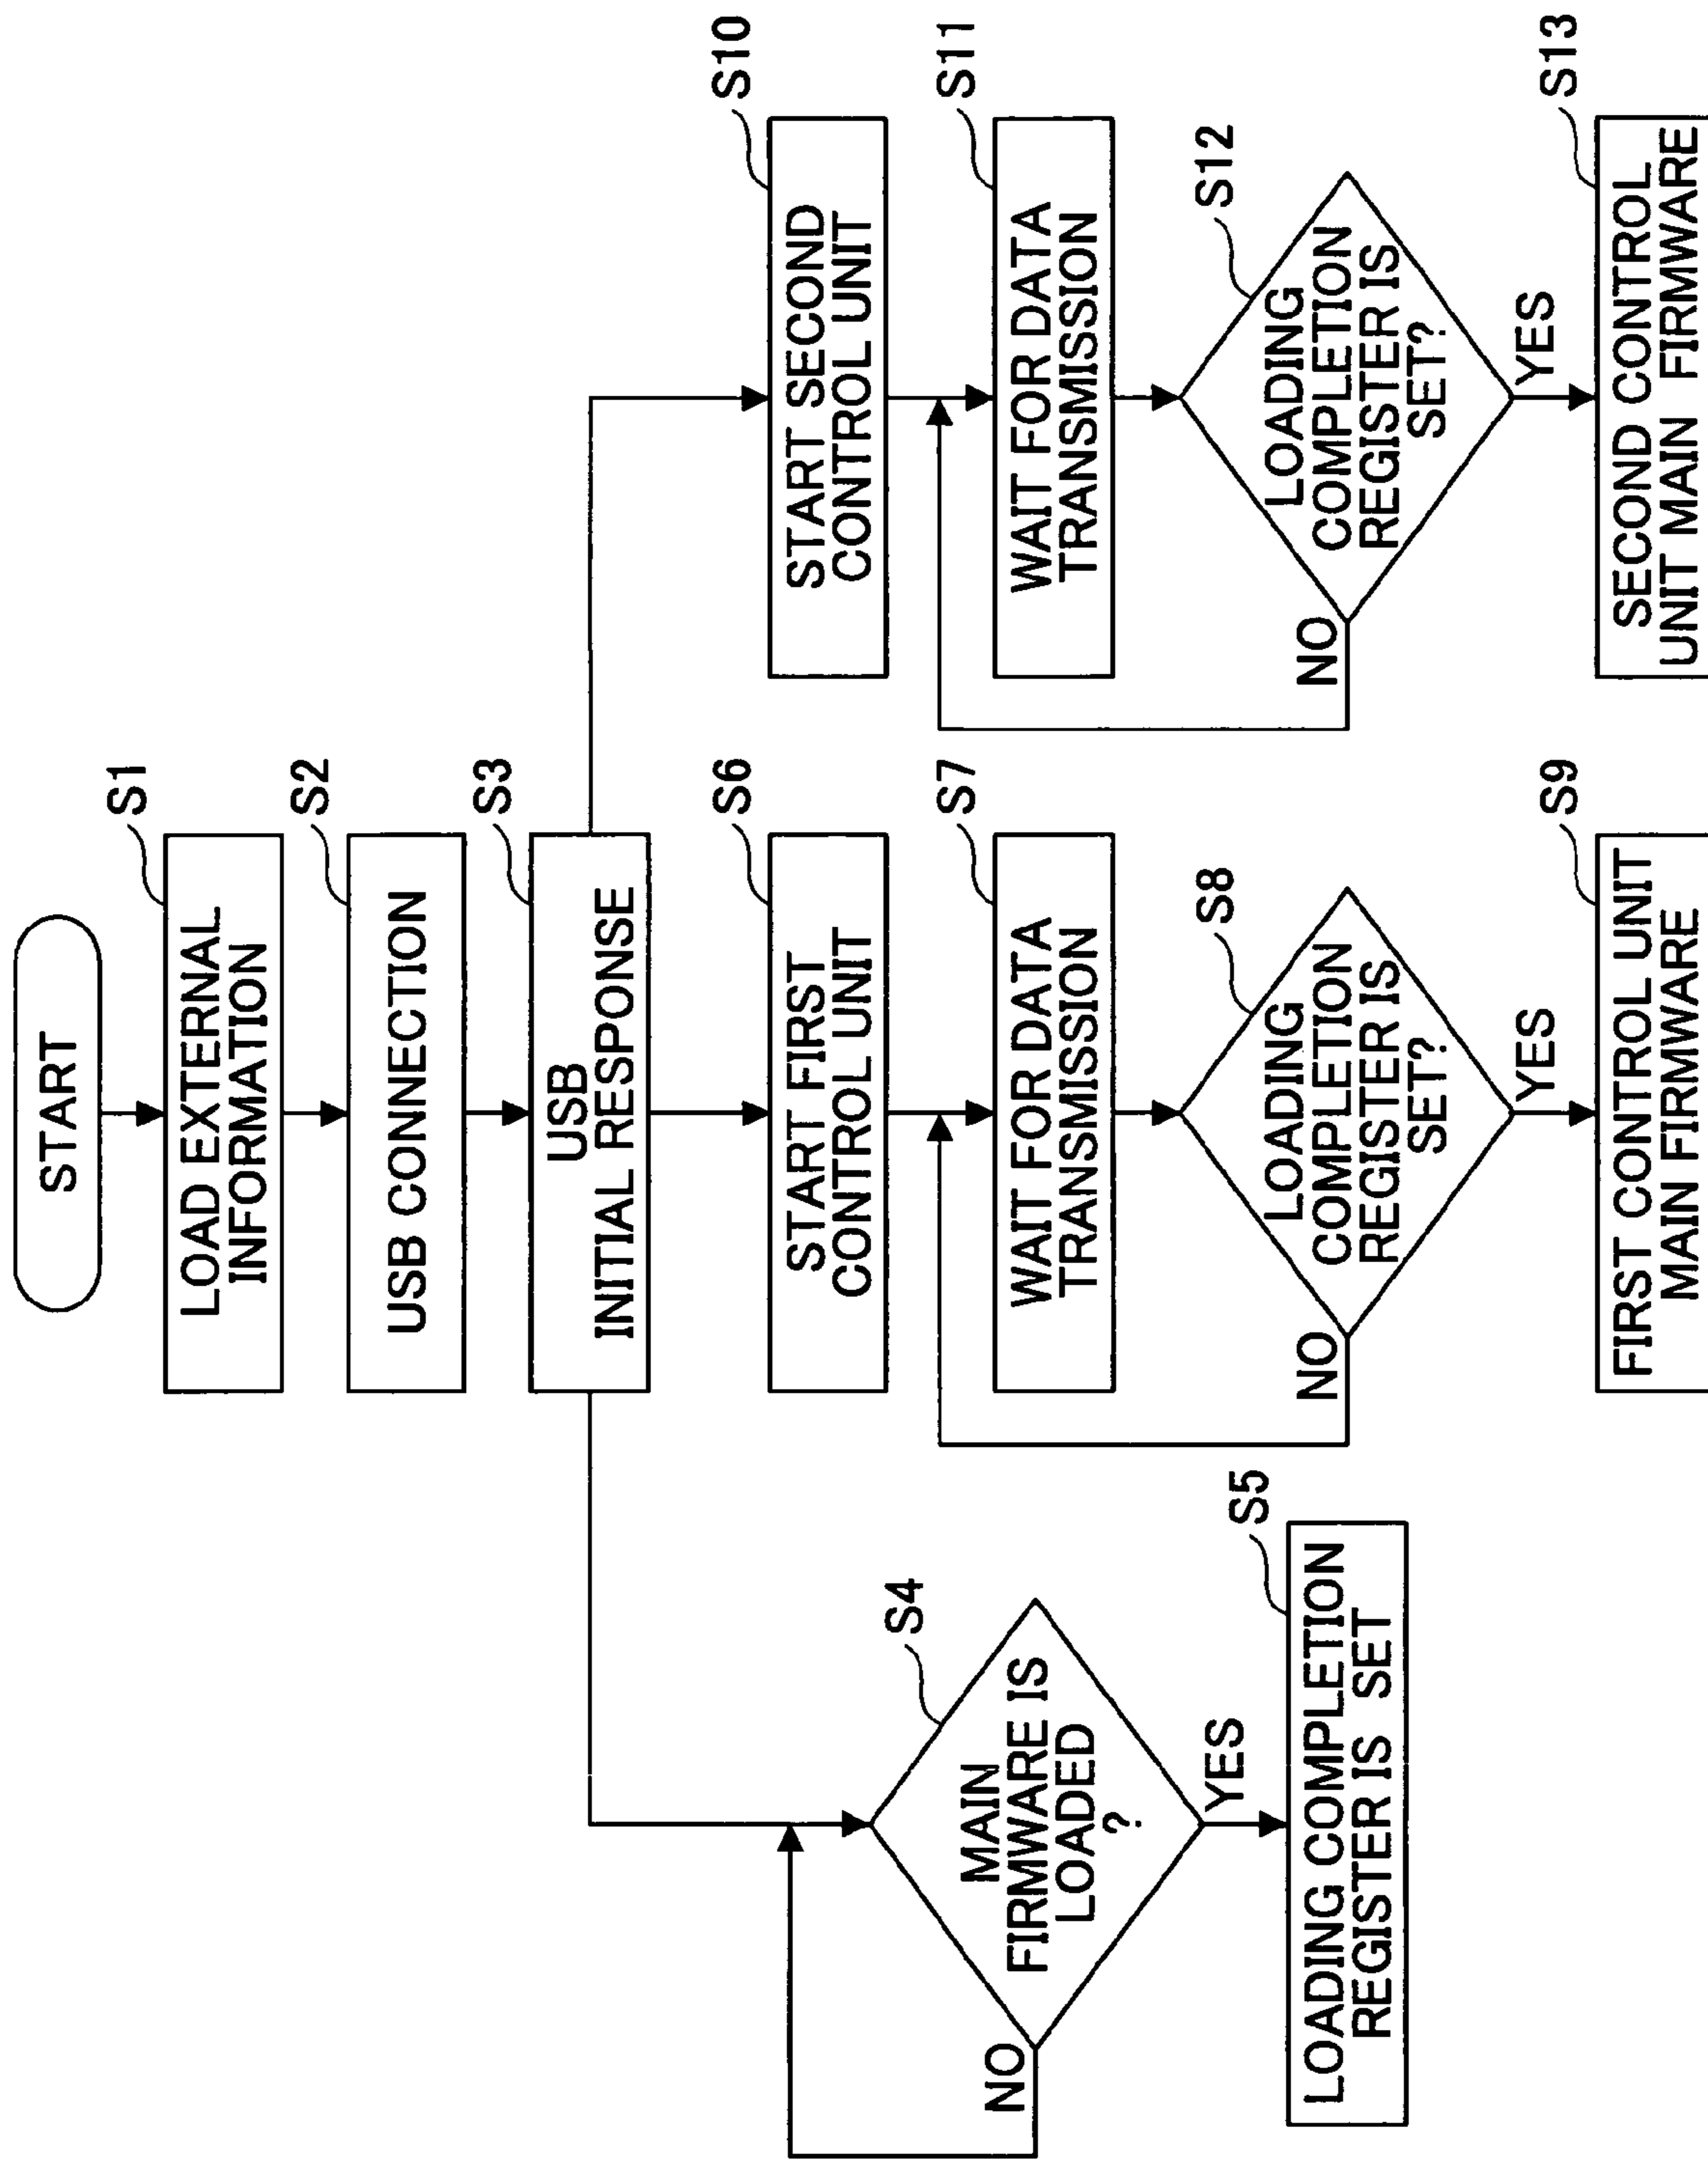 START
S1
LOAD EXTERNAL
INFORMATION
S2
USB CONNECTION
S3
USB
INITIAL RESPONSE
S4
MAIN
FIRMWARE IS
LOADED
?
NO
YES
S5
LOADING COMPLETION
REGISTER IS SET
S6
START FIRST
CONTROL UNIT
S7
WAIT FOR DATA
TRANSMISSION
S8
LOADING
COMPLETION
REGISTER IS
SET?
NO
YES
S9
FIRST CONTROL UNIT
MAIN FIRMWARE
S10
START SECOND
CONTROL UNIT
S11
WAIT FOR DATA
TRANSMISSION
S12
LOADING
COMPLETION
REGISTER IS
SET?
NO
YES
S13
SECOND CONTROL
UNIT MAIN FIRMWARE